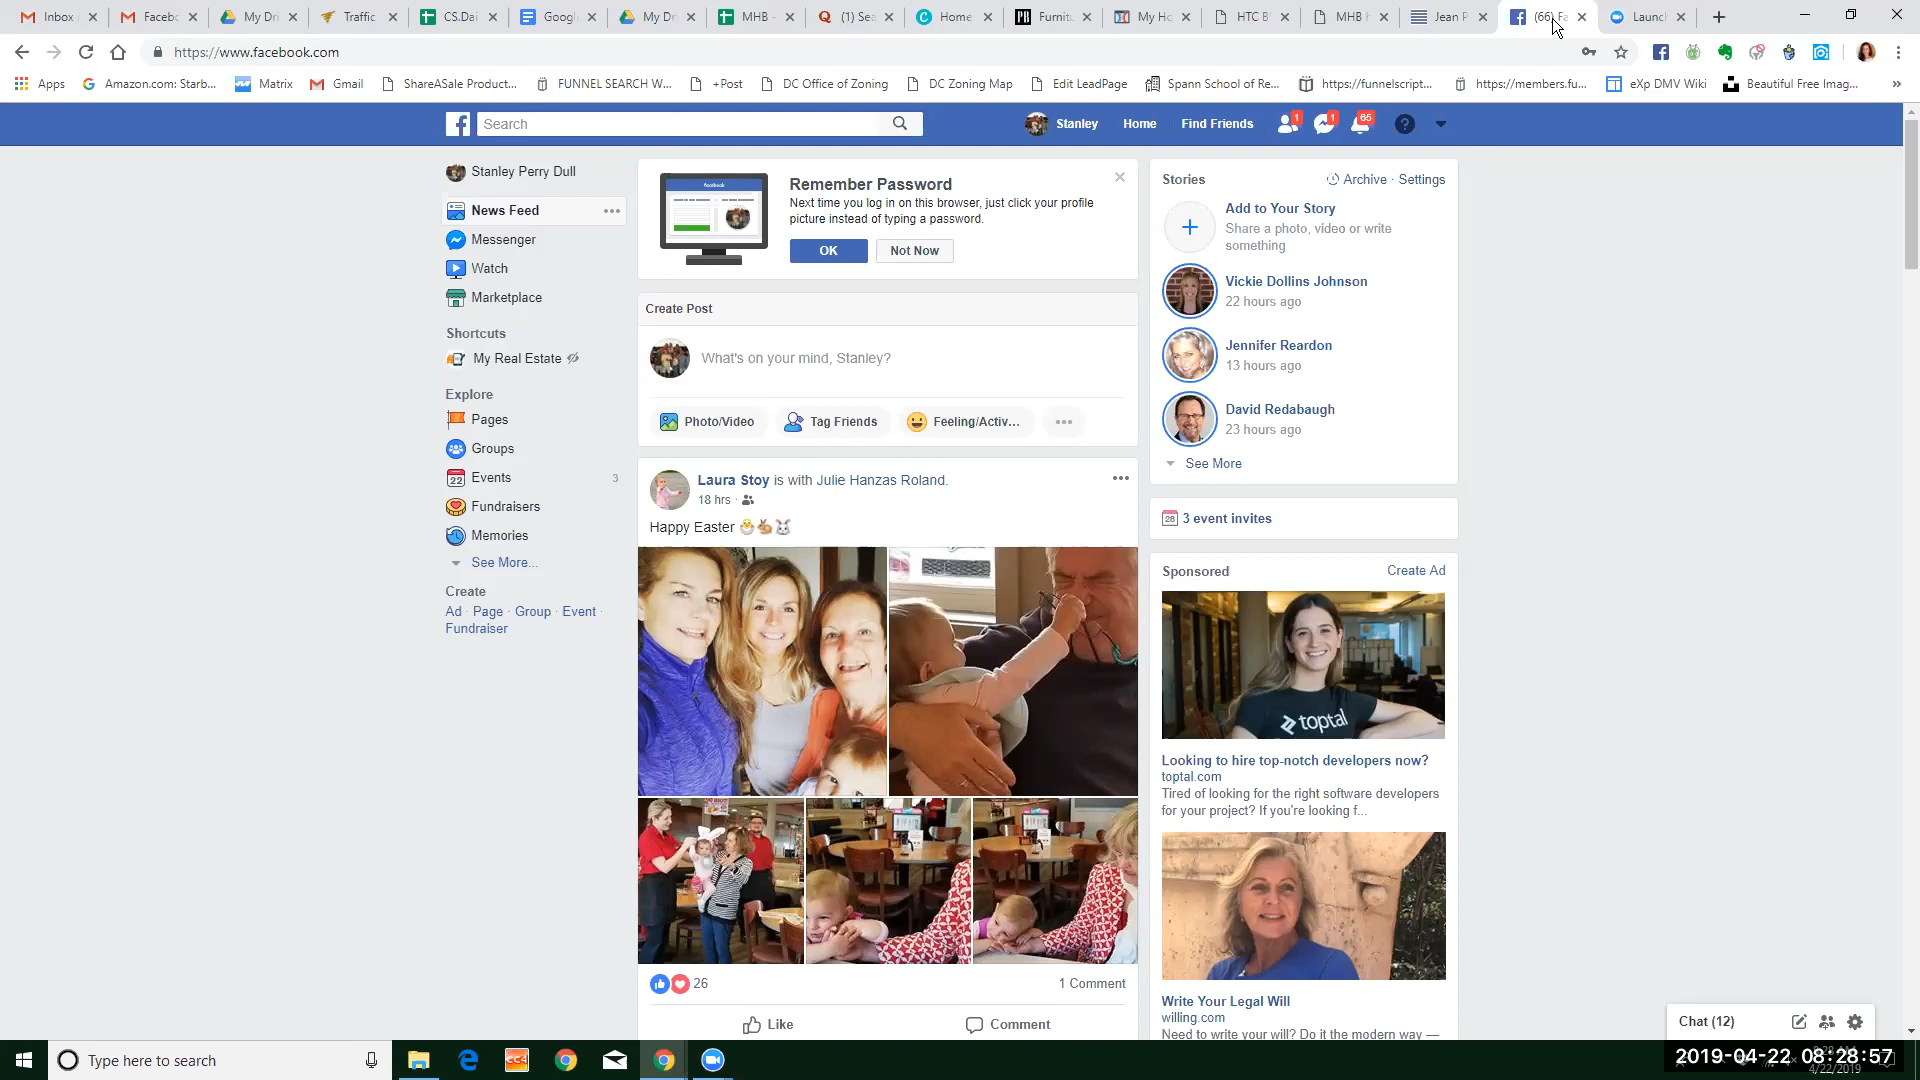 Inbox
Facebo
My Dri
Traffic
CS.Dai
Googl
My Dri
MHB -
(1) Sea
Home
Furnitu
My Ho
HTC B
MHB H
Jean P
(66) Fa
Launch
https://www.facebook.com
Apps
Amazon.com: Starb...
Matrix
Gmail
ShareASale Product...
FUNNEL SEARCH W...
+Post
DC Office of Zoning
DC Zoning Map
Edit LeadPage
Spann School of Re...
https://funnelscript...
https://members.fu...
eXp DMV Wiki
Beautiful Free Imag...
Search
Stanley
Home
Find Friends
1
1
65
Stanley Perry Dull
News Feed
Messenger
Watch
Marketplace
Shortcuts
My Real Estate
Explore
Pages
Groups
Events 3
Fundraisers
Memories
See More...
Create
Ad · Page · Group · Event ·
Fundraiser
Remember Password
Next time you log in on this browser, just click your profile
picture instead of typing a password.
OK
Not Now
Create Post
What's on your mind, Stanley?
Photo/Video
Tag Friends
Feeling/Activ...
Laura Stoy is with Julie Hanzas Roland.
18 hrs ·
Happy Easter
26
1 Comment
Like
Comment
Stories
Archive · Settings
Add to Your Story
Share a photo, video or write
something
Vickie Dollins Johnson
22 hours ago
Jennifer Reardon
13 hours ago
David Redabaugh
23 hours ago
See More
3 event invites
Sponsored
Create Ad
toptal
Looking to hire top-notch developers now?
toptal.com
Tired of looking for the right software developers
for your project? If you're looking f...
Write Your Legal Will
willing.com
Need to write your will? Do it the modern way —
Chat (12)
Type here to search
2019-04-22 08:28:57
4/22/2019